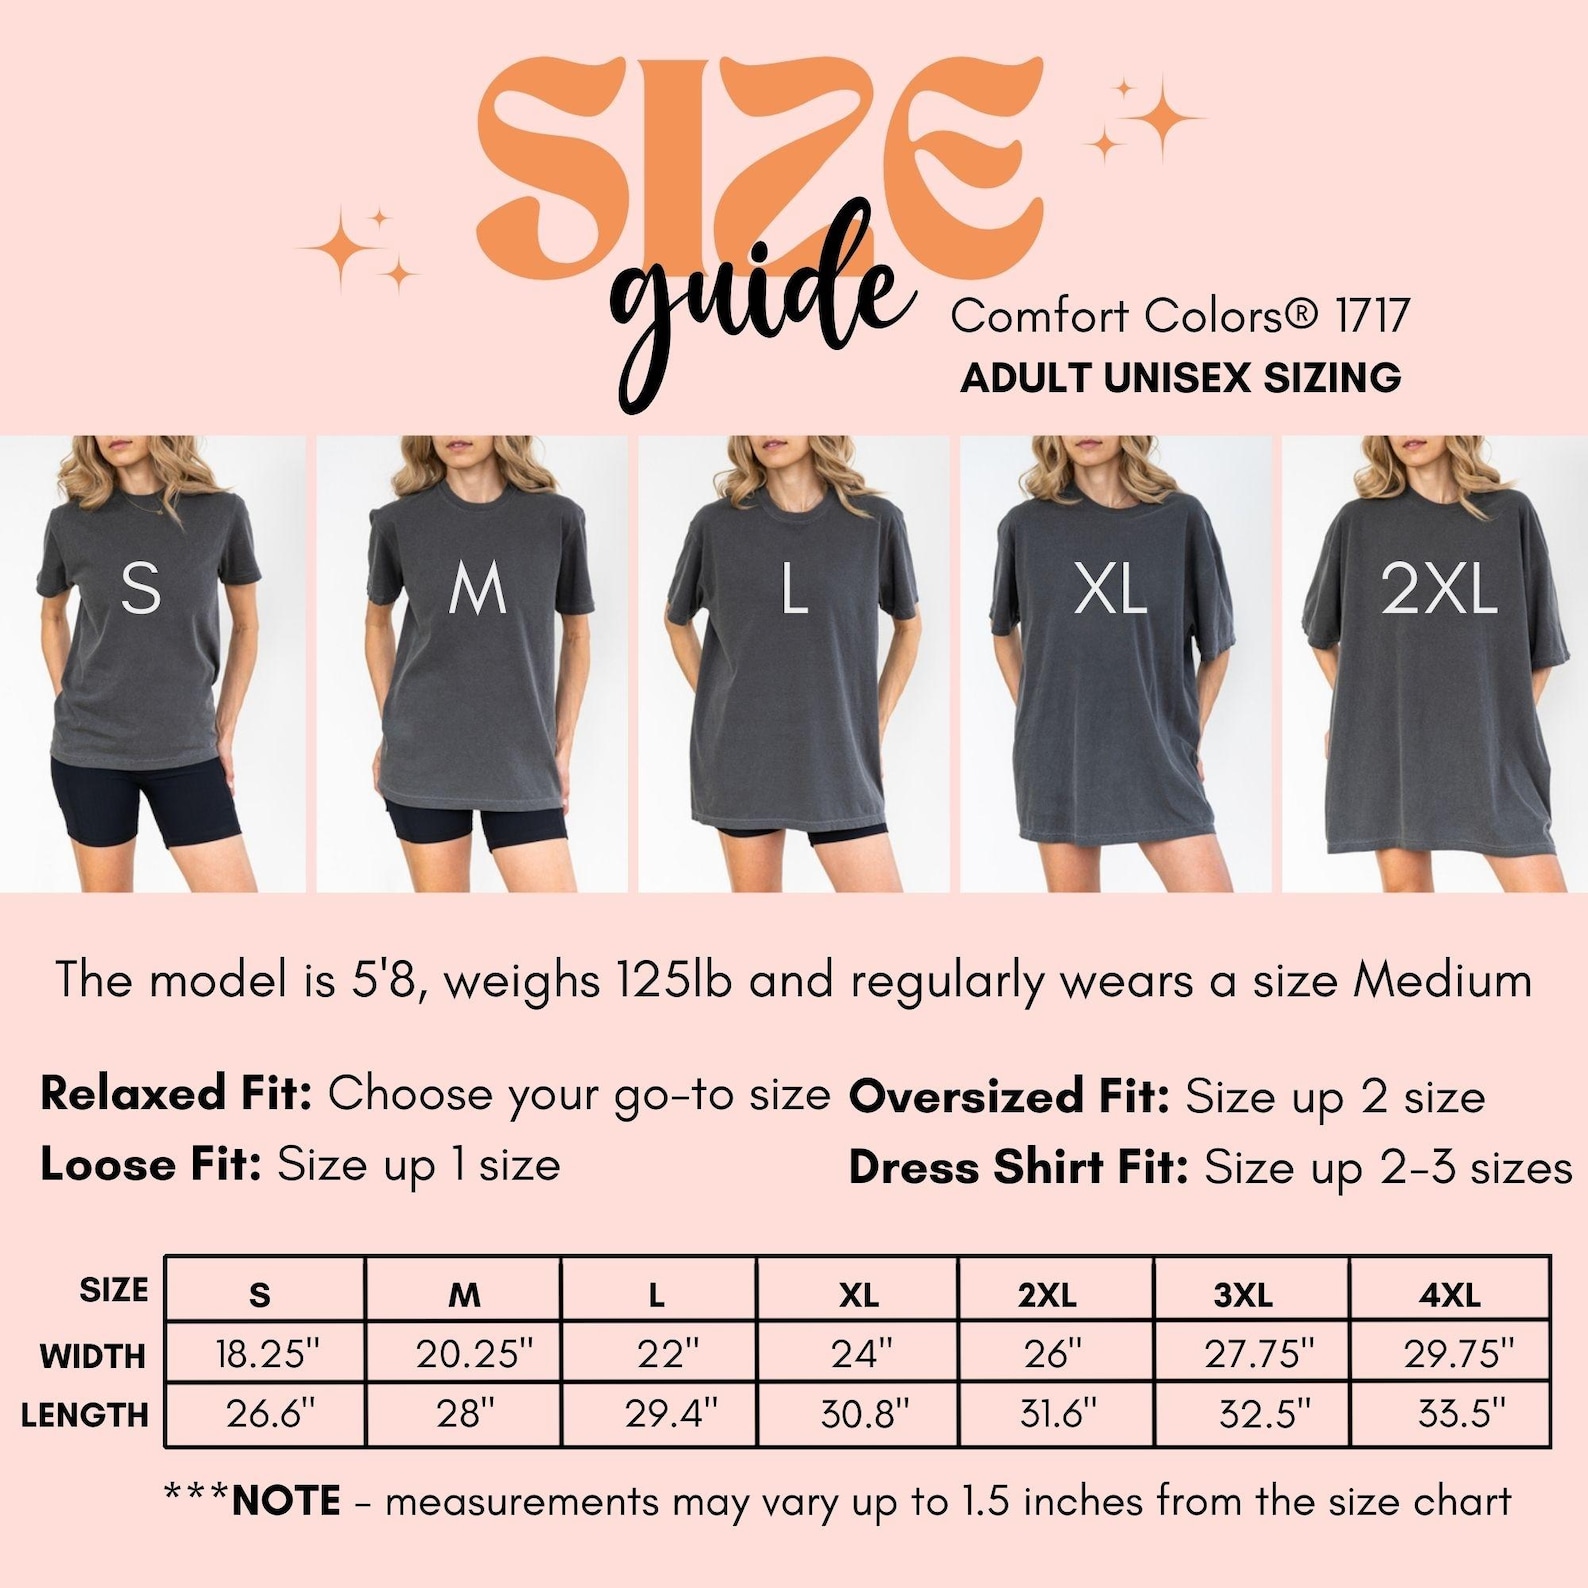 SIZE
guide
Comfort Colors® 1717
ADULT UNISEX SIZING
S M L XL 2XL
The model is 5'8, weighs 125lb and regularly wears a size Medium
Relaxed Fit: Choose your go-to size
Loose Fit: Size up 1 size
Oversized Fit: Size up 2 size
Dress Shirt Fit: Size up 2-3 sizes
SIZE S M L XL 2XL 3XL 4XL
WIDTH 18.25" 20.25" 22" 24" 26" 27.75" 29.75"
LENGTH 26.6" 28" 29.4" 30.8" 31.6" 32.5" 33.5"
***NOTE - measurements may vary up to 1.5 inches from the size chart